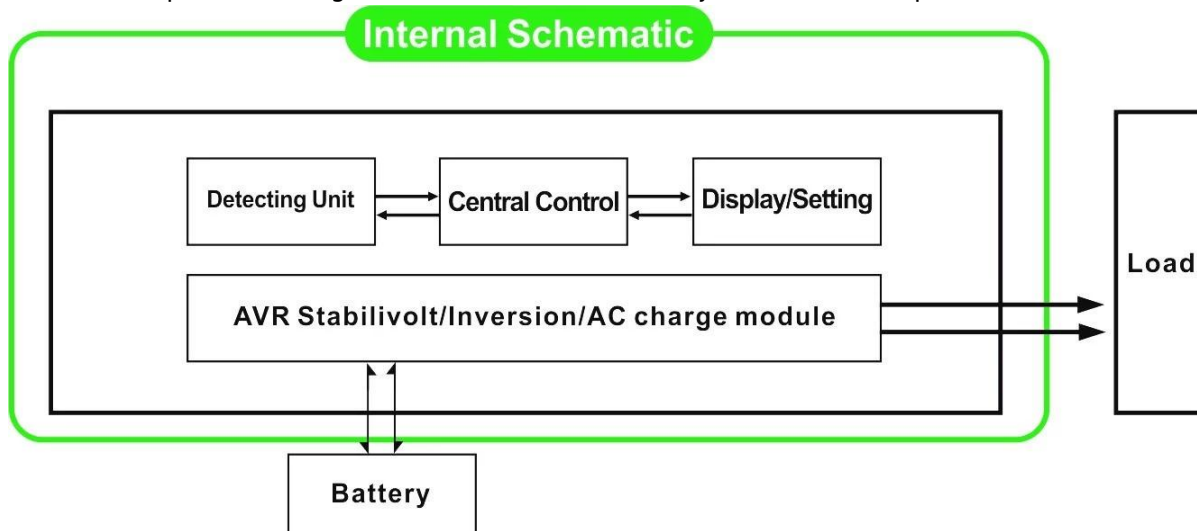 Internal Schematic
Detecting Unit
Central Control
Display/Setting
Load
AVR Stabilivolt/Inversion/AC charge module
Battery